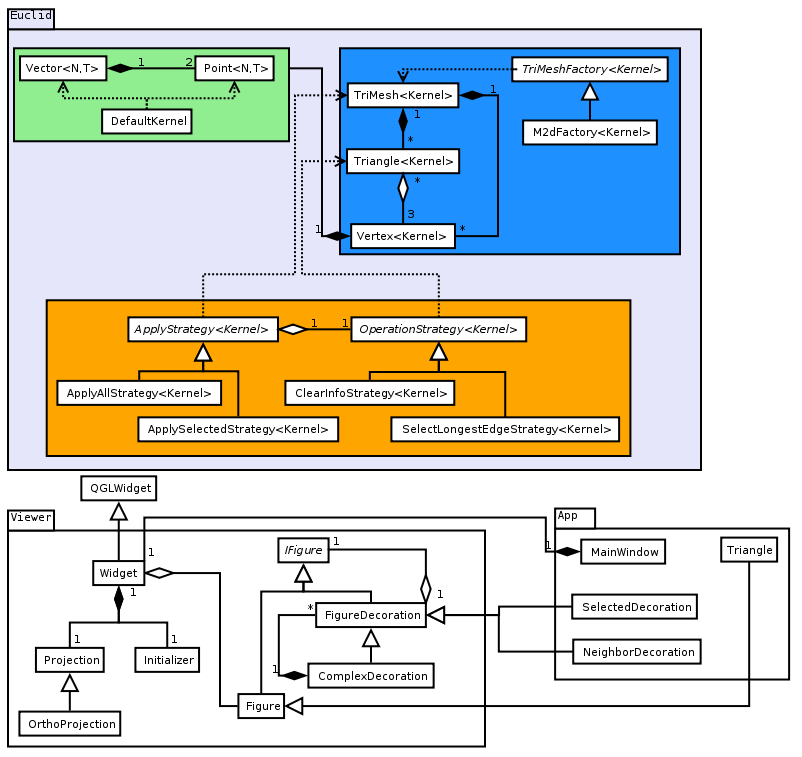 Euclid
Vector<N,T>
1
2
Point<N,T>
DefaultKernel
TriMeshFactory<Kernel>
TriMesh<Kernel>
1
1
M2dFactory<Kernel>
*
Triangle<Kernel>
*
3
1
Vertex<Kernel>
*
ApplyStrategy<Kernel>
1
1
OperationStrategy<Kernel>
ApplyAllStrategy<Kernel>
ClearInfoStrategy<Kernel>
ApplySelectedStrategy<Kernel>
SelectLongestEdgeStrategy<Kernel>
QGLWidget
Viewer
App
1
IFigure
1
1
MainWindow
Triangle
Widget
1
1
*
FigureDecoration
SelectedDecoration
1
1
Projection
Initializer
NeighborDecoration
1
ComplexDecoration
OrthoProjection
Figure